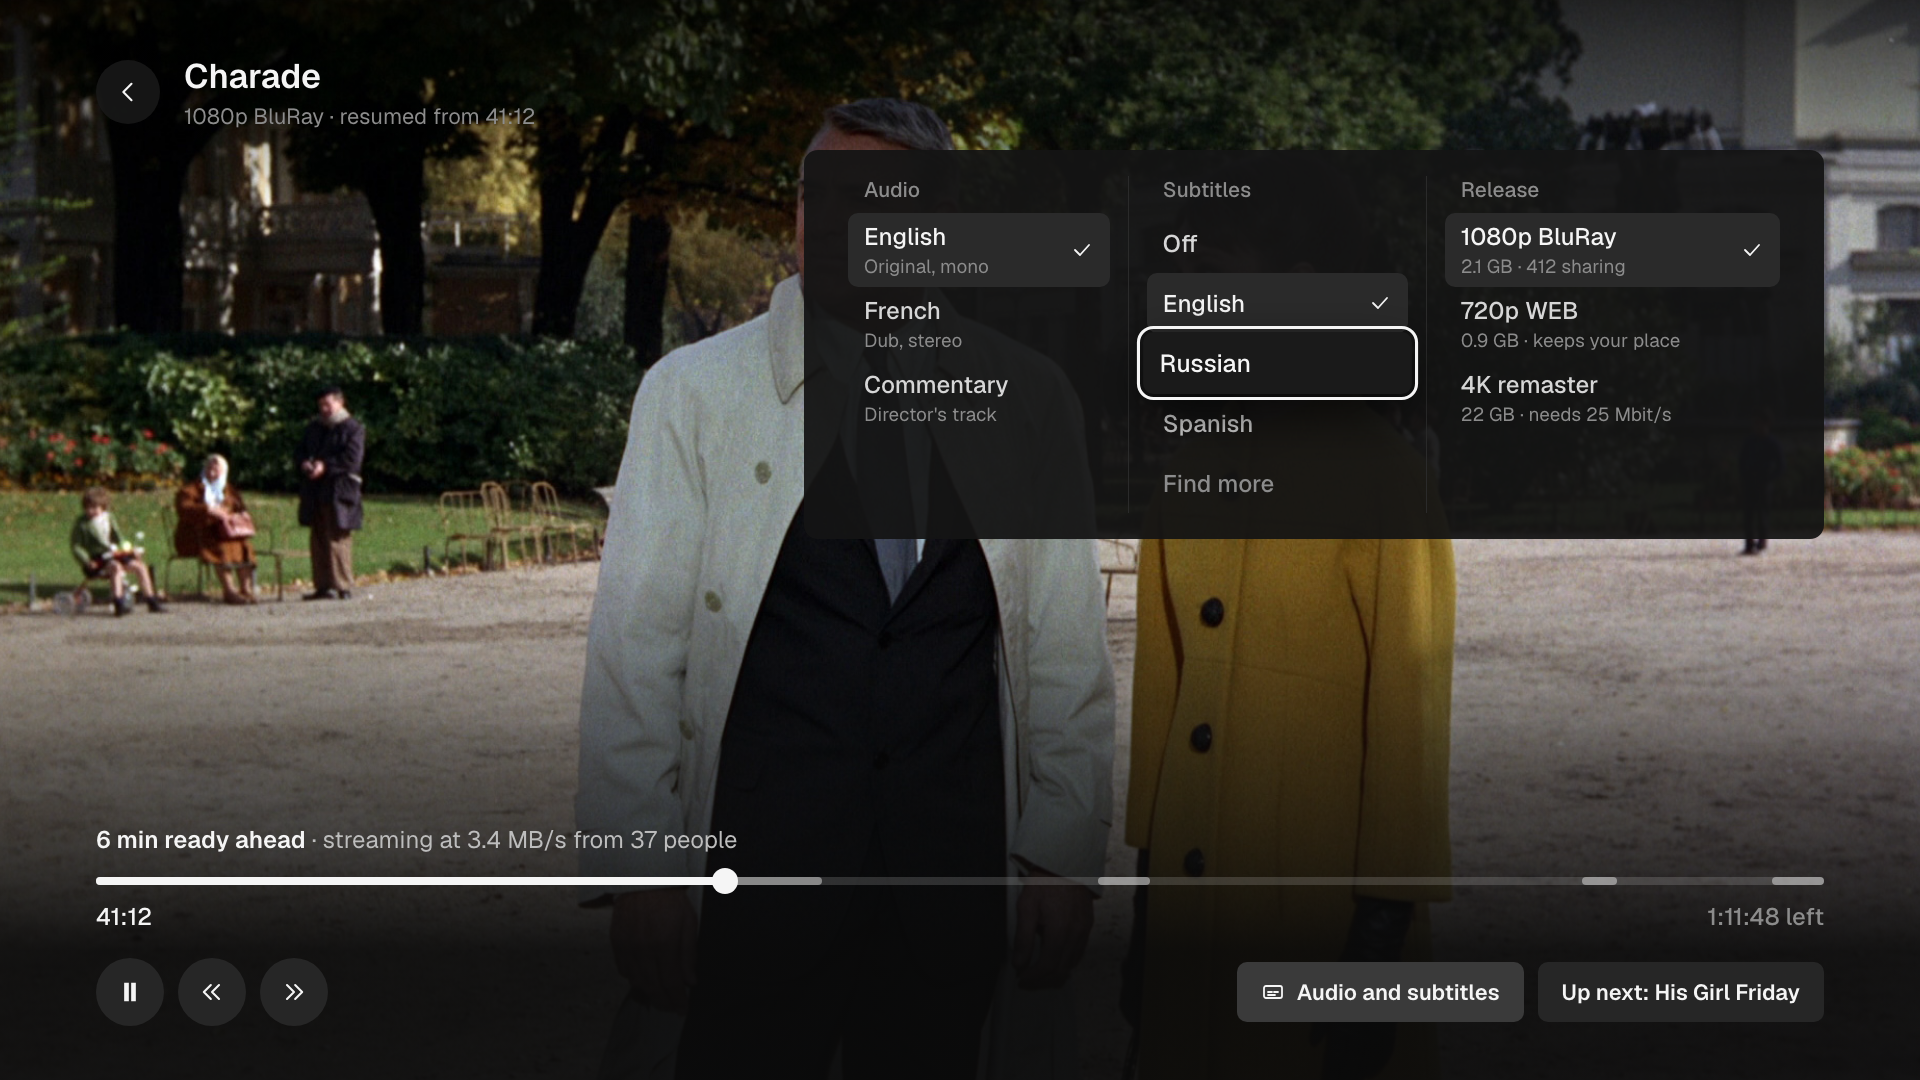 Charade
1080p BluRay · resumed from 41:12
Audio
English
Original, mono
French
Dub, stereo
Commentary
Director's track
Subtitles
Off
English
Russian
Spanish
Find more
Release
1080p BluRay
2.1 GB · 412 sharing
720p WEB
0.9 GB · keeps your place
4K remaster
22 GB · needs 25 Mbit/s
6 min ready ahead · streaming at 3.4 MB/s from 37 people
41:12
1:11:48 left
Audio and subtitles
Up next: His Girl Friday